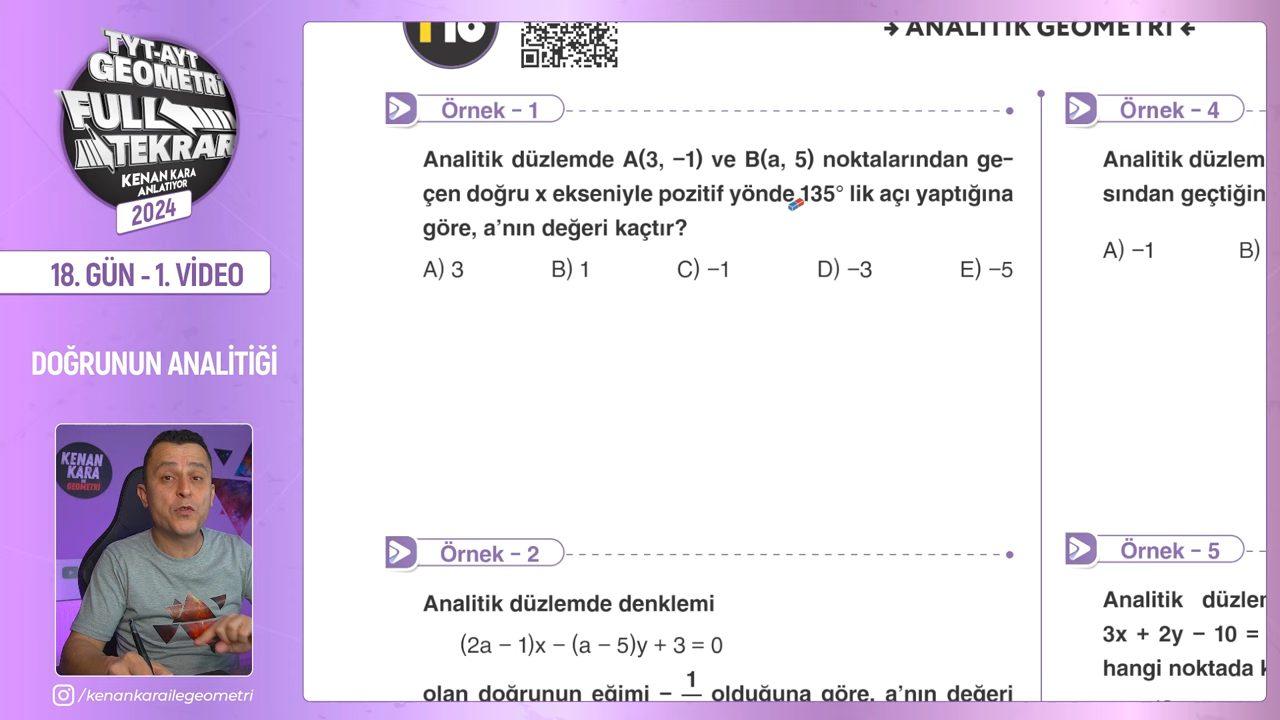 TYT-AYT
GEOMETRİ
FULL
TEKRAR
KENAN KARA
ANLATIYOR
2024
18. GÜN - 1. VİDEO
DOĞRUNUN ANALİTİĞİ
KENAN
KARA
GEOMETRİ
/kenankarailegeometri
→ ANALİTİK GEOMETRİ ←
Örnek – 1
Analitik düzlemde A(3, –1) ve B(a, 5) noktalarından ge–
çen doğru x ekseniyle pozitif yönde 135° lik açı yaptığına
göre, a’nın değeri kaçtır?
A) 3 B) 1 C) –1 D) –3 E) –5
Örnek – 2
Analitik düzlemde denklemi
(2a – 1)x – (a – 5)y + 3 = 0
olan doğrunun eğimi – 1 olduğuna göre, a’nın değeri
Örnek – 4
Analitik düzlem
sından geçtiğin
A) –1 B)
Örnek – 5
Analitik düzler
3x + 2y – 10 =
hangi noktada